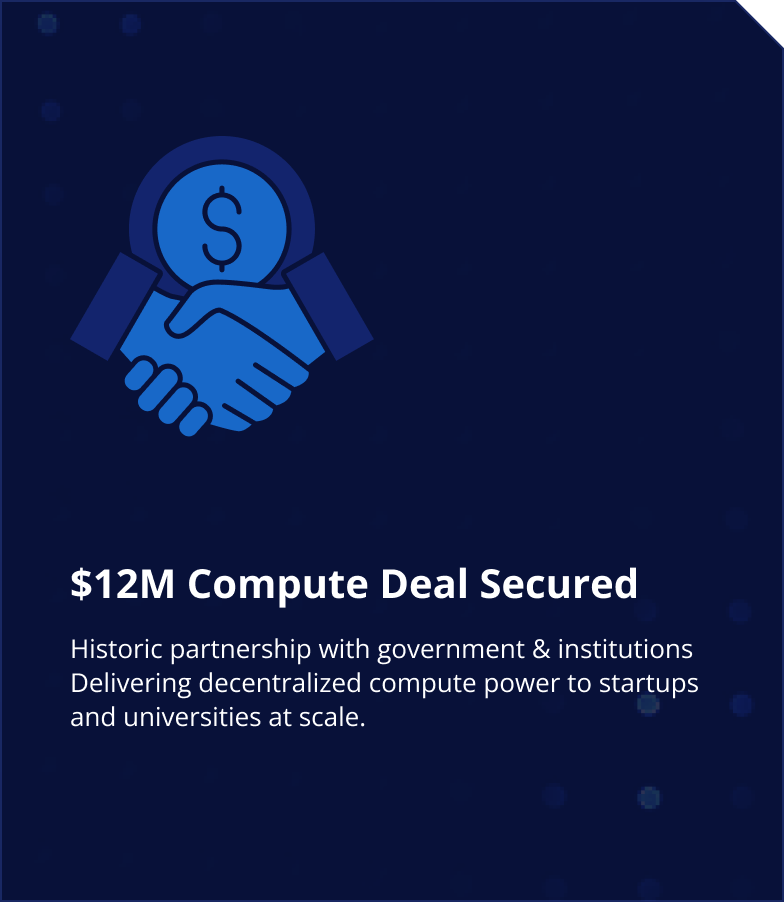 $
$12M Compute Deal Secured
Historic partnership with government & institutions
Delivering decentralized compute power to startups
and universities at scale.